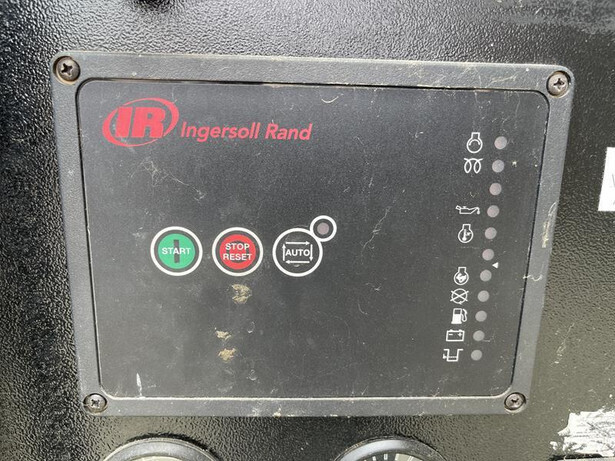 IR Ingersoll Rand
START
STOP
RESET
AUTO